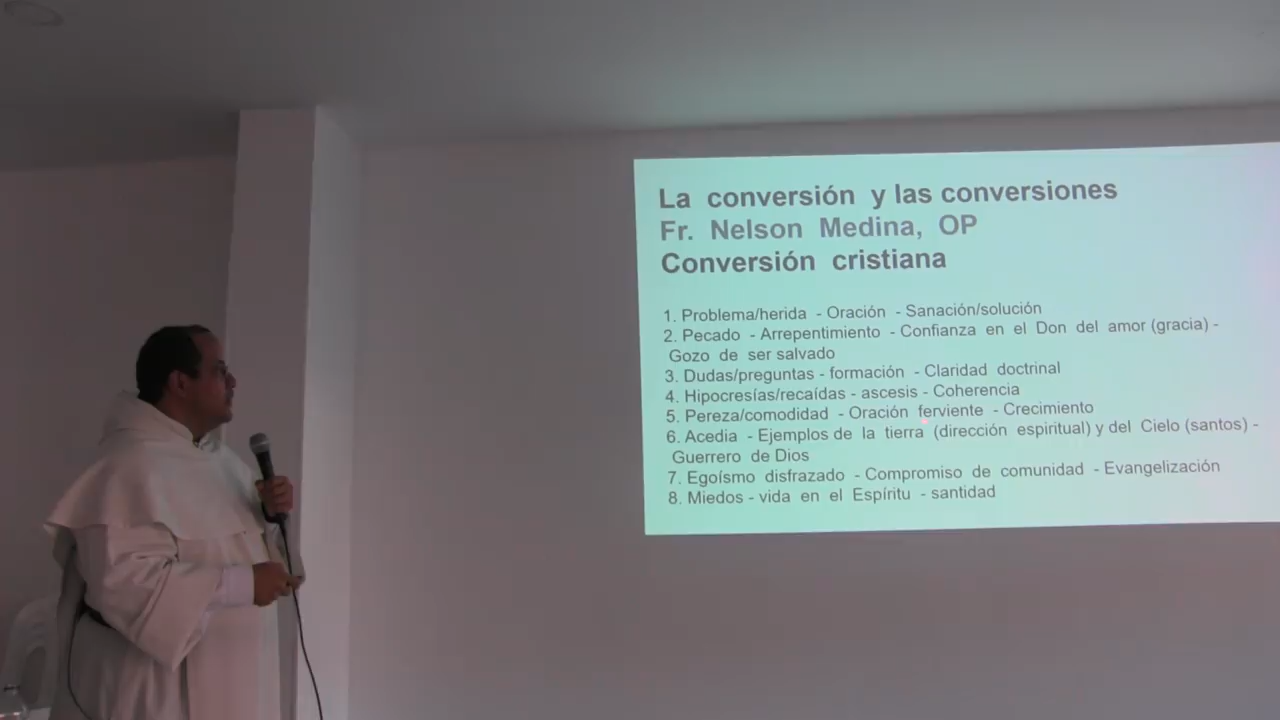 La conversión y las conversiones
Fr. Nelson Medina, OP
Conversión cristiana
1. Problema/herida - Oración - Sanación/solución
2. Pecado - Arrepentimiento - Confianza en el Don del amor (gracia) -
Gozo de ser salvado
3. Dudas/preguntas - formación - Claridad doctrinal
4. Hipocresías/recaídas - ascesis - Coherencia
5. Pereza/comodidad - Oración ferviente - Crecimiento
6. Acedia - Ejemplos de la tierra (dirección espiritual) y del Cielo (santos) -
Guerrero de Dios
7. Egoísmo disfrazado - Compromiso de comunidad - Evangelización
8. Miedos - vida en el Espíritu - santidad